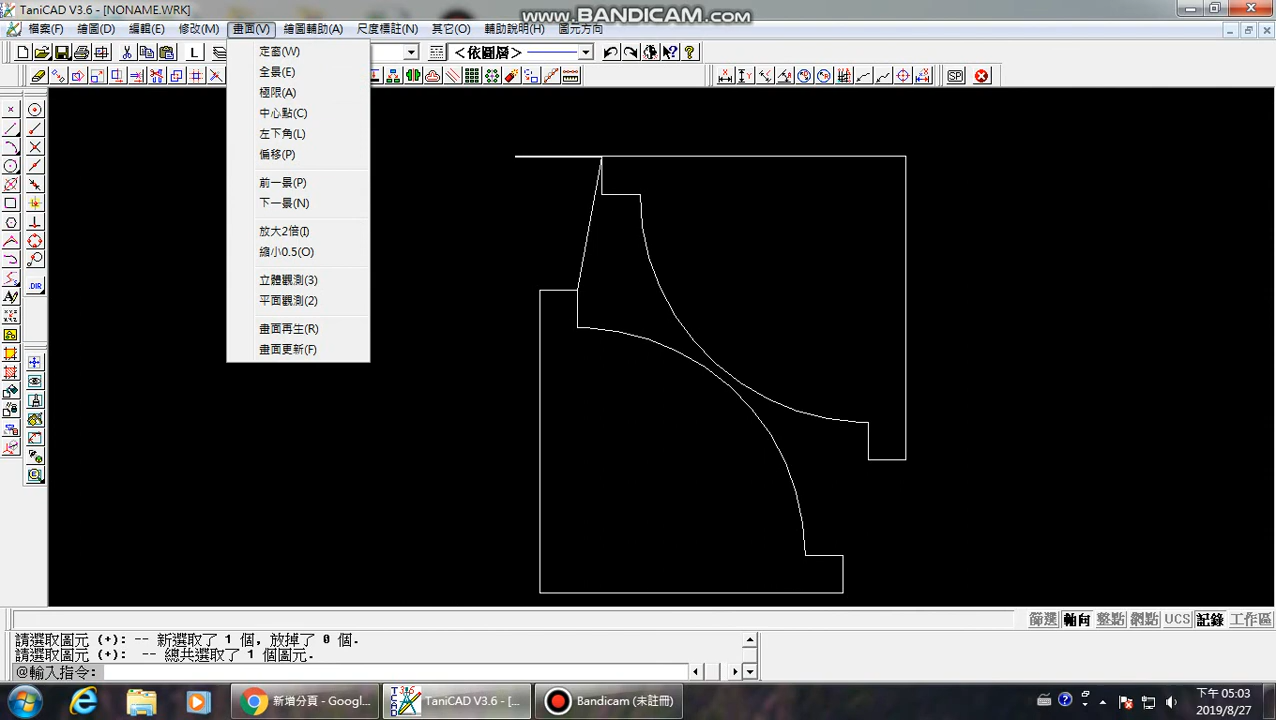 TaniCAD V3.6 - [NONAME.WRK]
www.BANDICAM.com
檔案(F) 繪圖(D) 編輯(E) 修改(M) 畫面(V) 繪圖輔助(A) 尺度標註(N) 其它(O) 輔助說明(H) 圖元方向
L
<依圖層>
定窗(W)
SP
全景(E)
極限(A)
中心點(C)
左下角(L)
偏移(P)
前一景(P)
下一景(N)
放大2倍(I)
縮小0.5(O)
立體觀測(3)
.DIR
平面觀測(2)
畫面再生(R)
畫面更新(F)
篩選 軸向 整點 網點 UCS 記錄 工作區
請選取圖元 (+): -- 新選取了 1 個, 放掉了 0 個.
請選取圖元 (+): -- 總共選取了 1 個圖元.
@輸入指令:
新增分頁 - Googl...
TaniCAD V3.6 - [...
Bandicam (未註冊)
下午 05:03
2019/8/27